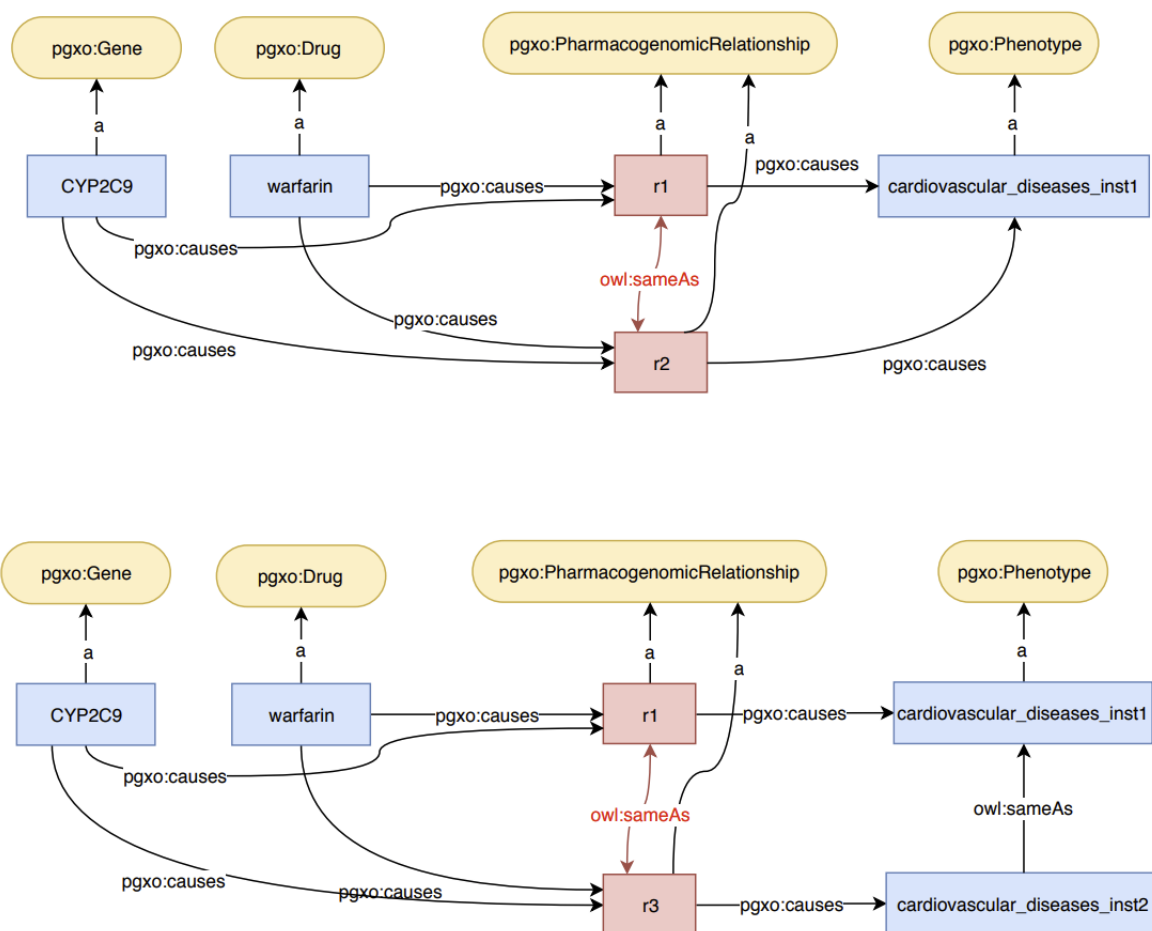 pgxo:Gene
pgxo:Drug
pgxo:PharmacogenomicRelationship
pgxo:Phenotype
a
a
a
a
a
CYP2C9
warfarin
pgxo:causes
r1
pgxo:causes
cardiovascular_diseases_inst1
pgxo:causes
owl:sameAs
pgxo:causes
pgxo:causes
r2
pgxo:causes
pgxo:Gene
pgxo:Drug
pgxo:PharmacogenomicRelationship
pgxo:Phenotype
a
a
a
a
a
CYP2C9
warfarin
pgxo:causes
r1
pgxo:causes
cardiovascular_diseases_inst1
pgxo:causes
owl:sameAs
owl:sameAs
pgxo:causes
pgxo:causes
r3
pgxo:causes
cardiovascular_diseases_inst2